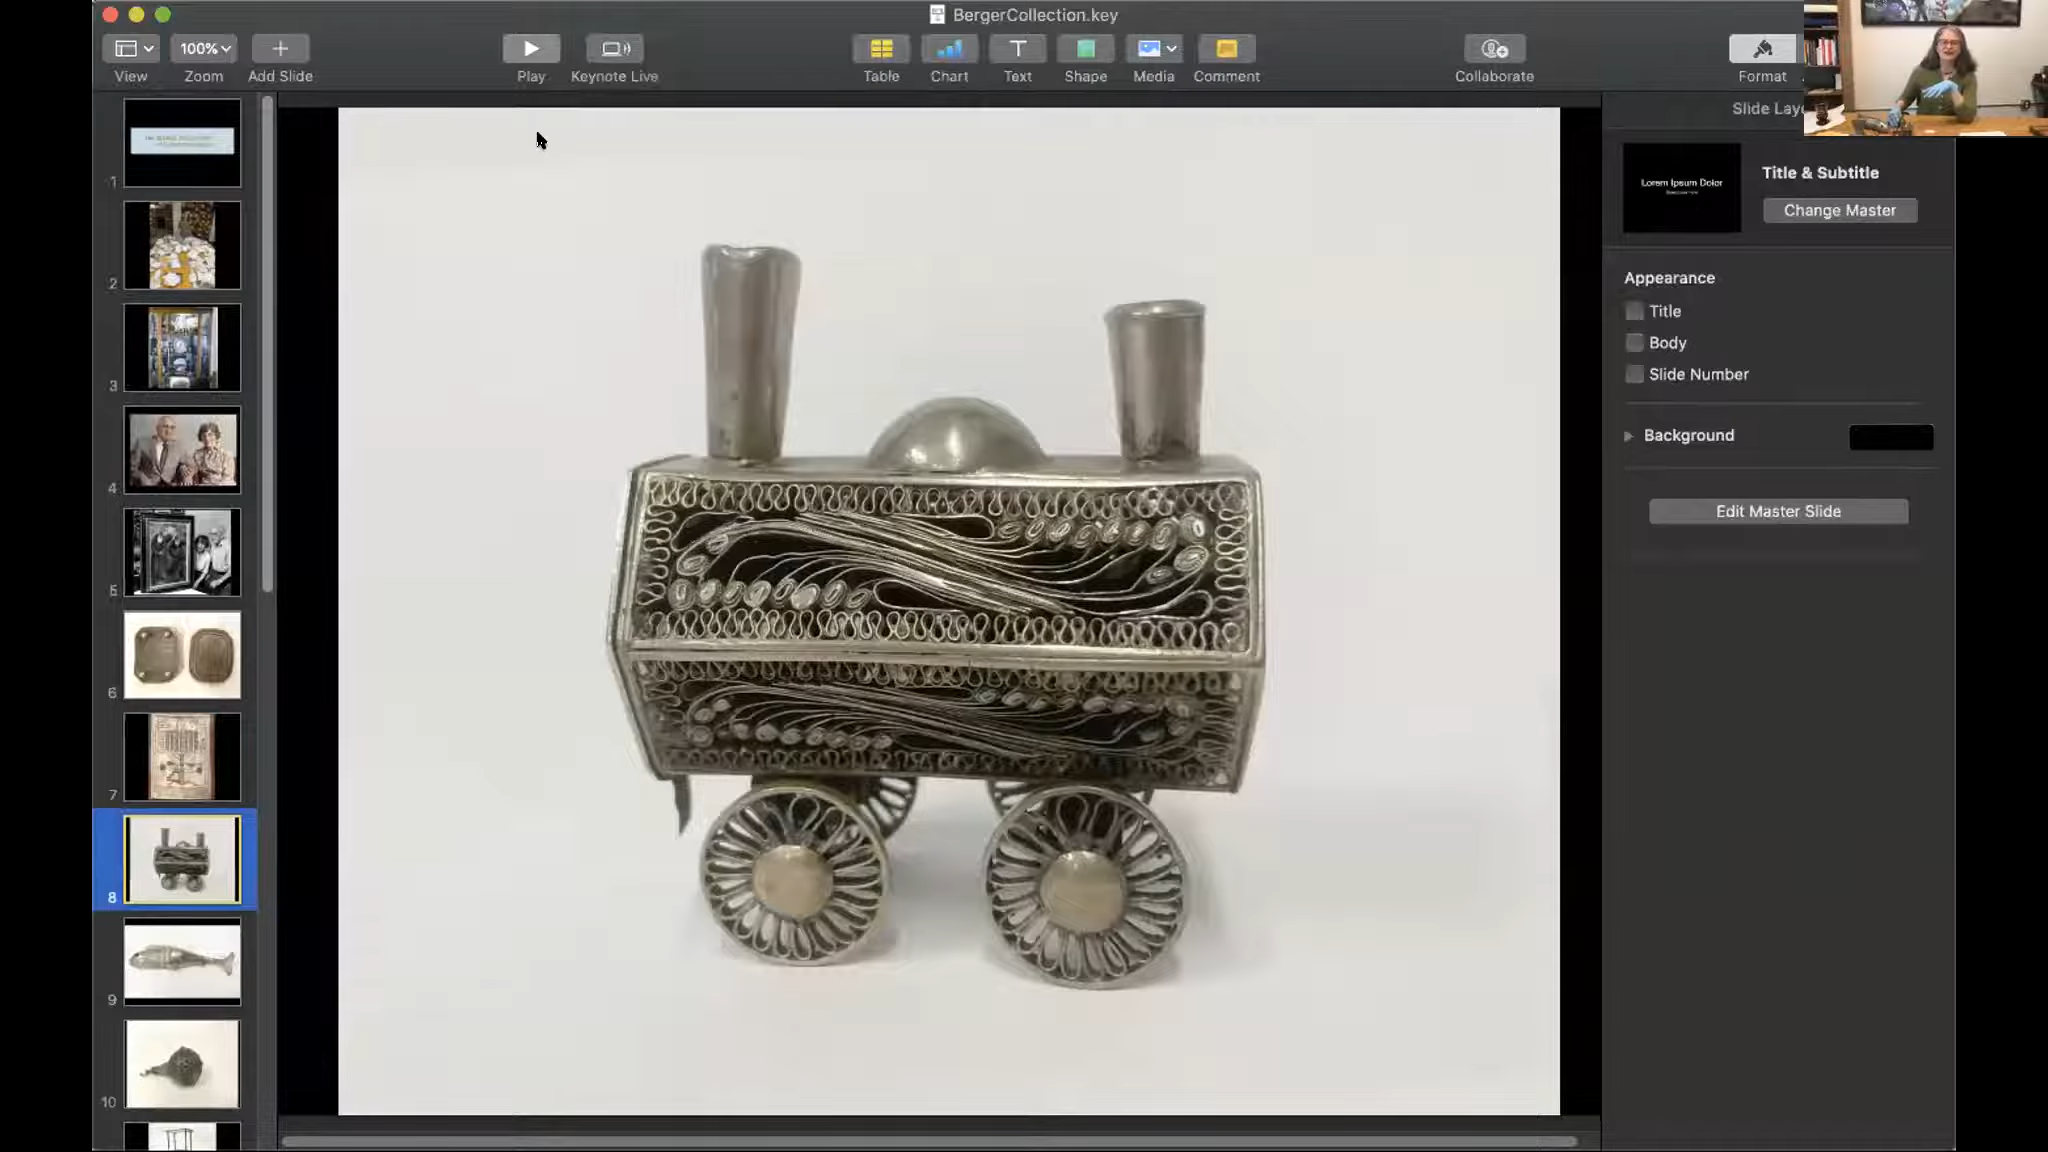 BergerCollection.key
View
100%
Zoom
Add Slide
Play
Keynote Live
Table
Chart
Text
Shape
Media
Comment
Collaborate
Format
Slide
1
2
3
4
5
6
7
8
9
10
Lorem Ipsum Dolor
Title & Subtitle
Change Master
Appearance
Title
Body
Slide Number
Background
Edit Master Slide